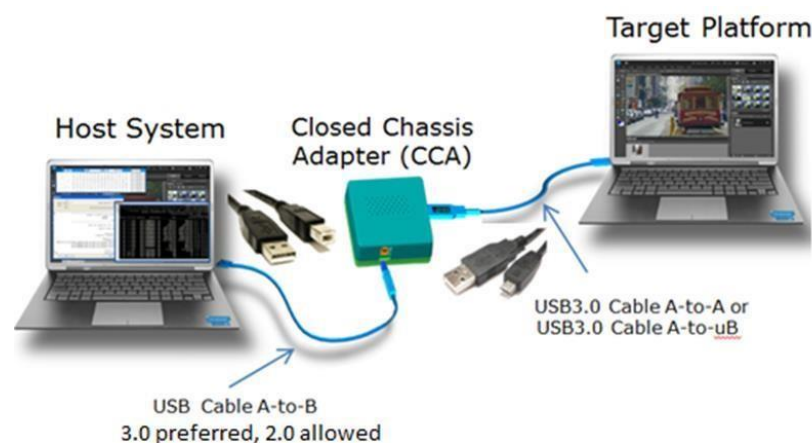 Target Platform
Host System
Closed Chassis
Adapter (CCA)
USB3.0 Cable A-to-A or
USB3.0 Cable A-to-uB
USB Cable A-to-B
3.0 preferred, 2.0 allowed